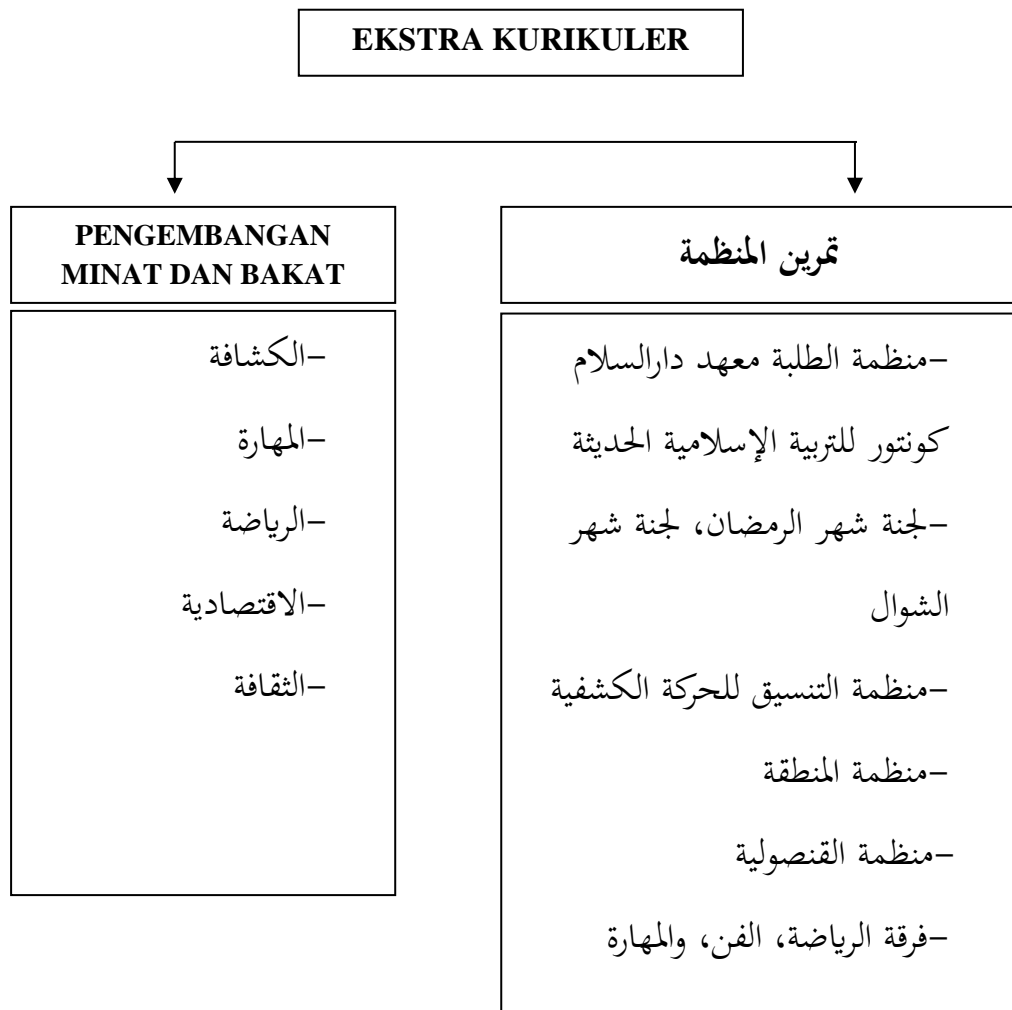 EKSTRA KURIKULER
PENGEMBANGAN
MINAT DAN BAKAT
–الكشافة
–المهارة
–الرياضة
–الاقتصادية
–الثقافة
تمرين المنظمة
–منظمة الطلبة معهد دارالسلام
كونتور للتربية الإسلامية الحديثة
–لجنة شهر الرمضان، لجنة شهر
الشوال
–منظمة التنسيق للحركة الكشفية
–منظمة المنطقة
–منظمة القنصولية
–فرقة الرياضة، الفن، والمهارة